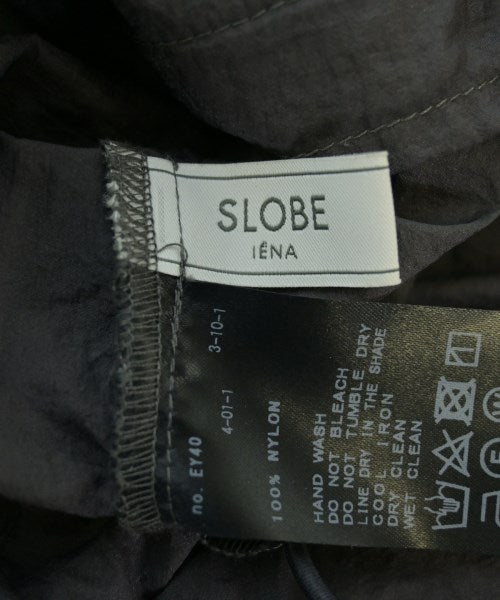 SLOBE
IÉNA
3-10-1
4-01-1
no. EY40
100% NYLON
HAND WASH
DO NOT BLEACH
DO NOT TUMBLE DRY
LINE DRY IN THE SHADE
COOL IRON
DRY CLEAN
WET CLEAN